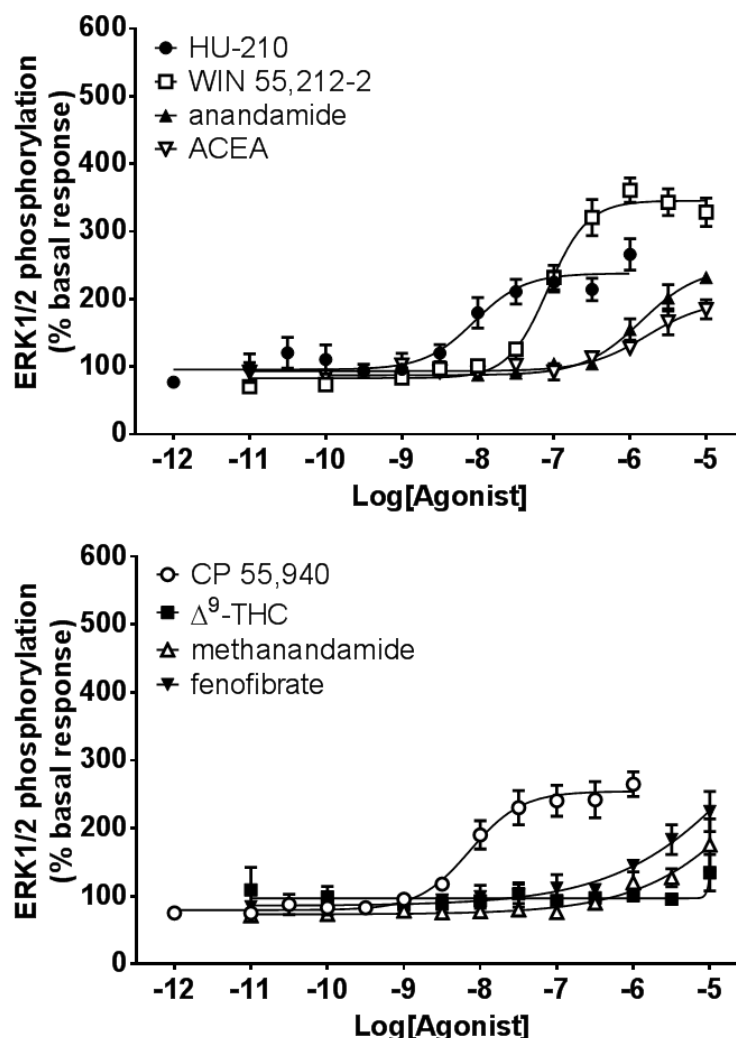 600
500
400
300
200
100
0
ERK1/2 phosphorylation
(% basal response)
HU-210
WIN 55,212-2
anandamide
ACEA
-12 -11 -10 -9 -8 -7 -6 -5
Log[Agonist]
600
500
400
300
200
100
0
ERK1/2 phosphorylation
(% basal response)
CP 55,940
Δ⁹-THC
methanandamide
fenofibrate
-12 -11 -10 -9 -8 -7 -6 -5
Log[Agonist]